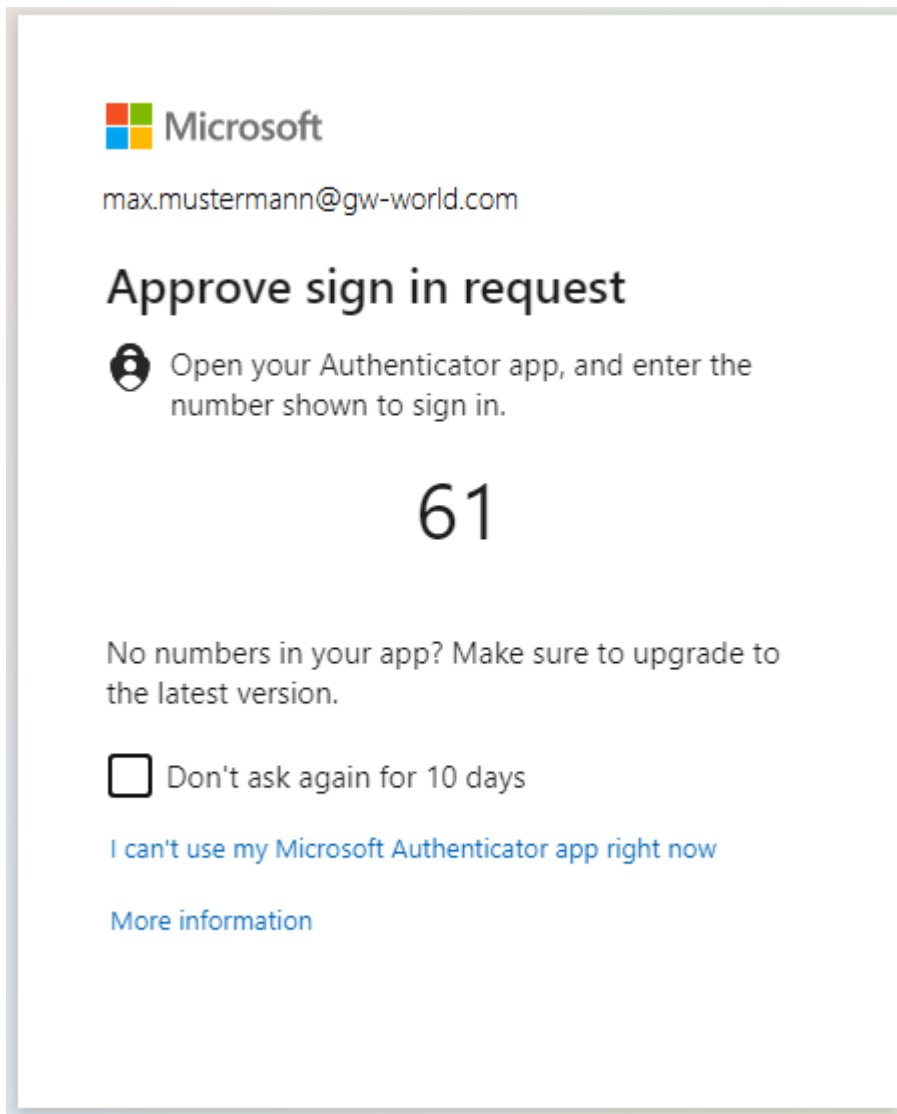 Microsoft
max.mustermann@gw-world.com
Approve sign in request
Open your Authenticator app, and enter the
number shown to sign in.
61
No numbers in your app? Make sure to upgrade to
the latest version.
Don't ask again for 10 days
I can't use my Microsoft Authenticator app right now
More information